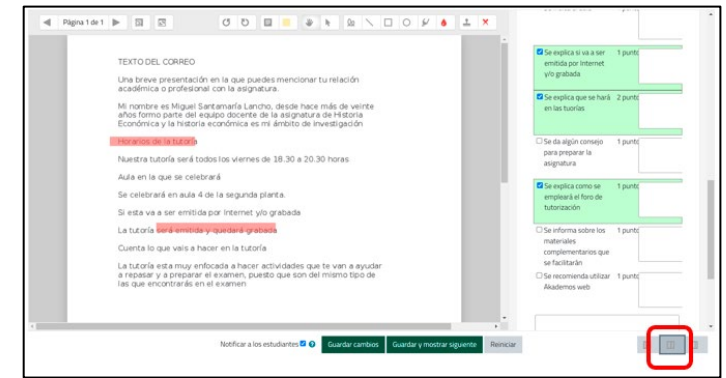 Página 1 de 1
TEXTO DEL CORREO
Una breve presentación en la que puedes mencionar tu relación
académica o profesional con la asignatura.
Mi nombre es Miguel Santamaría Lancho, desde hace más de veinte
años formo parte del equipo docente de la asignatura de Historia
Económica y la historia económica es mi ámbito de investigación
Horarios de la tutoría
Nuestra tutoría será todos los viernes de 18.30 a 20.30 horas
Aula en la que se celebrará
Se celebrará en aula 4 de la segunda planta.
Si esta va a ser emitida por Internet y/o grabada
La tutoría será emitida y quedará grabada
Cuenta lo que vais a hacer en la tutoría
La tutoría esta muy enfocada a hacer actividades que te van a ayudar
a repasar y a preparar el examen, puesto que son del mismo tipo de
las que encontrarás en el examen
Se explica si va a ser 1 punto
emitida por Internet
y/o grabada
Se explica que se hará 2 punto
en las tuorías
Se da algún consejo 1 punto
para preparar la
asignatura
Se explica como se 1 punto
empleará el foro de
tutorización
Se informa sobre los 1 punto
materiales
complementarios que
se facilitarán
Se recomienda utilizar 1 punto
Akademos web
Notificar a los estudiantes Guardar cambios Guardar y mostrar siguiente Reiniciar